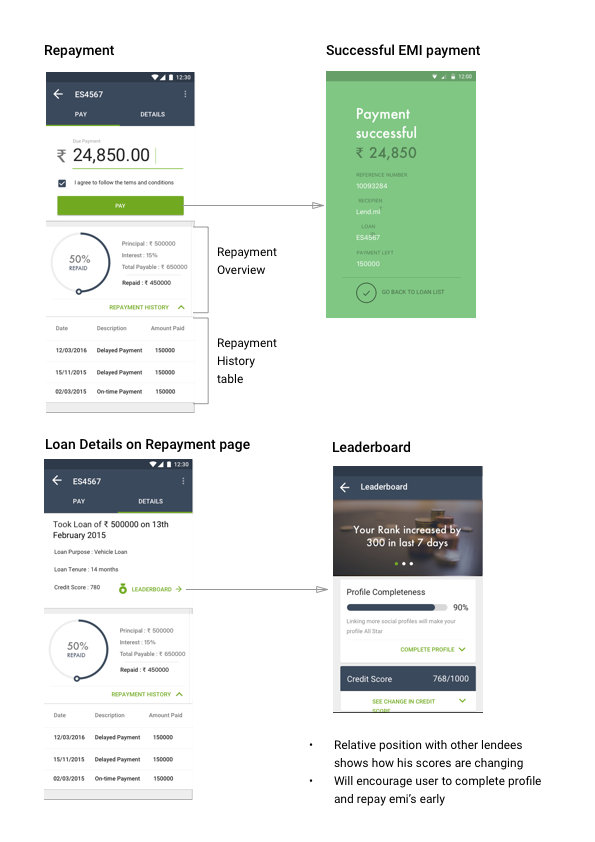 Repayment
12:30
ES4567
PAY
DETAILS
Due Payment
₹ 24,850.00
I agree to follow the tems and conditions
PAY
50%
REPAID
Principal : ₹ 500000
Interest : 15%
Total Payable : ₹ 650000
Repaid : ₹ 450000
REPAYMENT HISTORY
Date Description Amount Paid
12/03/2016 Delayed Payment 150000
15/11/2015 Delayed Payment 150000
02/03/2015 On-time Payment 150000
Repayment
Overview
Repayment
History
table
Successful EMI payment
12:00
Payment
successful
₹ 24,850
REFERENCE NUMBER
10093284
RECEPIEN
Lend.ml
LOAN
ES4567
PAYMENT LEFT
150000
GO BACK TO LOAN LIST
Loan Details on Repayment page
12:30
ES4567
PAY
DETAILS
Took Loan of ₹ 500000 on 13th
February 2015
Loan Purpose : Vehicle Loan
Loan Tenure : 14 months
Credit Score : 780
LEADERBOARD
50%
REPAID
Principal : ₹ 500000
Interest : 15%
Total Payable : ₹ 650000
Repaid : ₹ 450000
REPAYMENT HISTORY
Date Description Amount Paid
12/03/2016 Delayed Payment 150000
15/11/2015 Delayed Payment 150000
02/03/2015 On-time Payment 150000
Leaderboard
Leaderboard
Your Rank increased by
300 in last 7 days
Profile Completeness
90%
Linking more social profiles will make your
profile All Star
COMPLETE PROFILE
Credit Score 768/1000
SEE CHANGE IN CREDIT
SCORE
• Relative position with other lendees
shows how his scores are changing
• Will encourage user to complete profile
and repay emi’s early